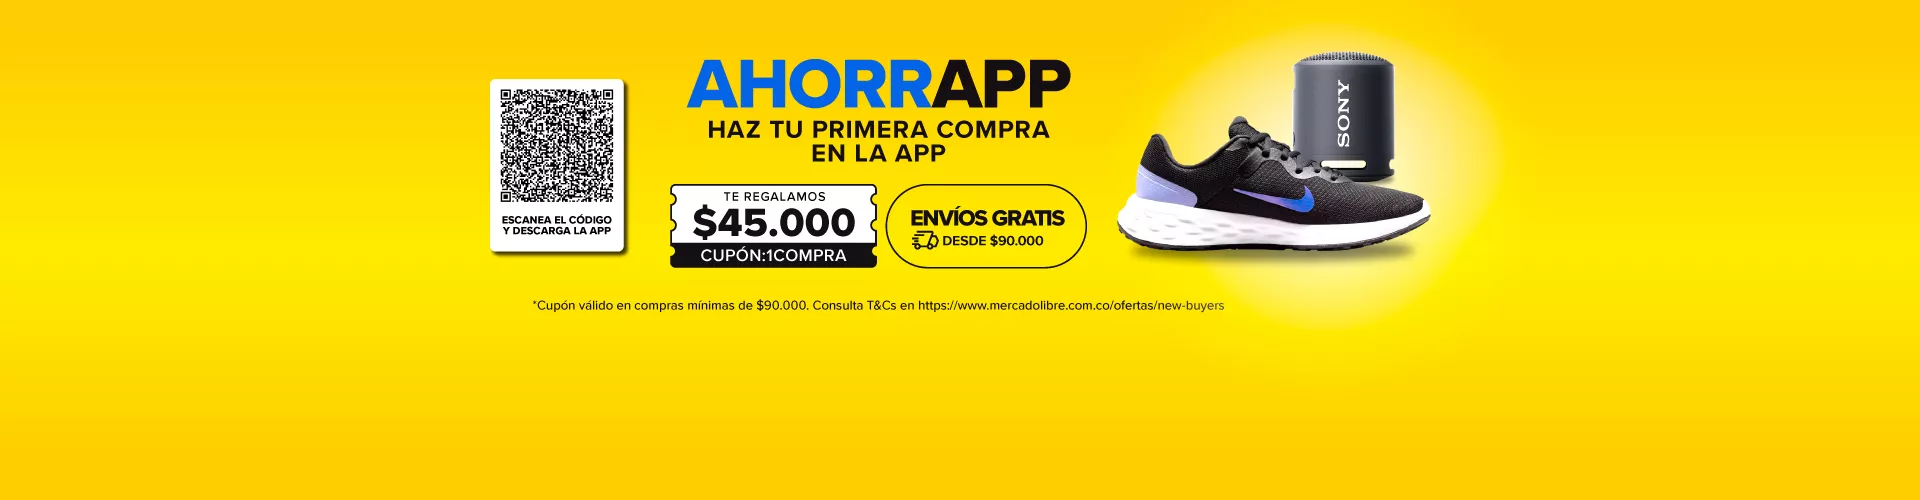 AHORRAPP
HAZ TU PRIMERA COMPRA
EN LA APP
ESCANEA EL CÓDIGO
Y DESCARGA LA APP
TE REGALAMOS
$45.000
CUPÓN:1COMPRA
ENVÍOS GRATIS
DESDE $90.000
SONY
*Cupón válido en compras mínimas de $90.000. Consulta T&Cs en https://www.mercadolibre.com.co/ofertas/new-buyers